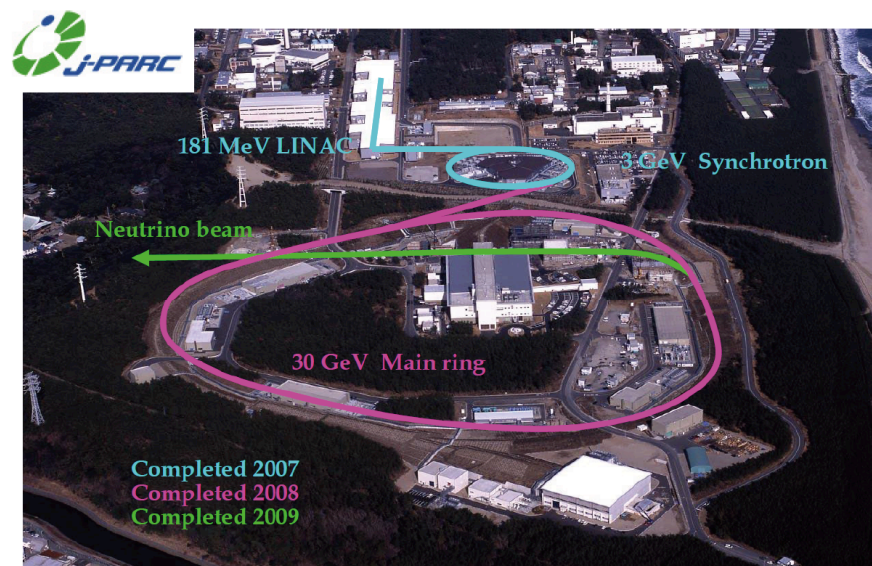 J-PARC
181 MeV LINAC
3 GeV Synchrotron
Neutrino beam
30 GeV Main ring
Completed 2007
Completed 2008
Completed 2009